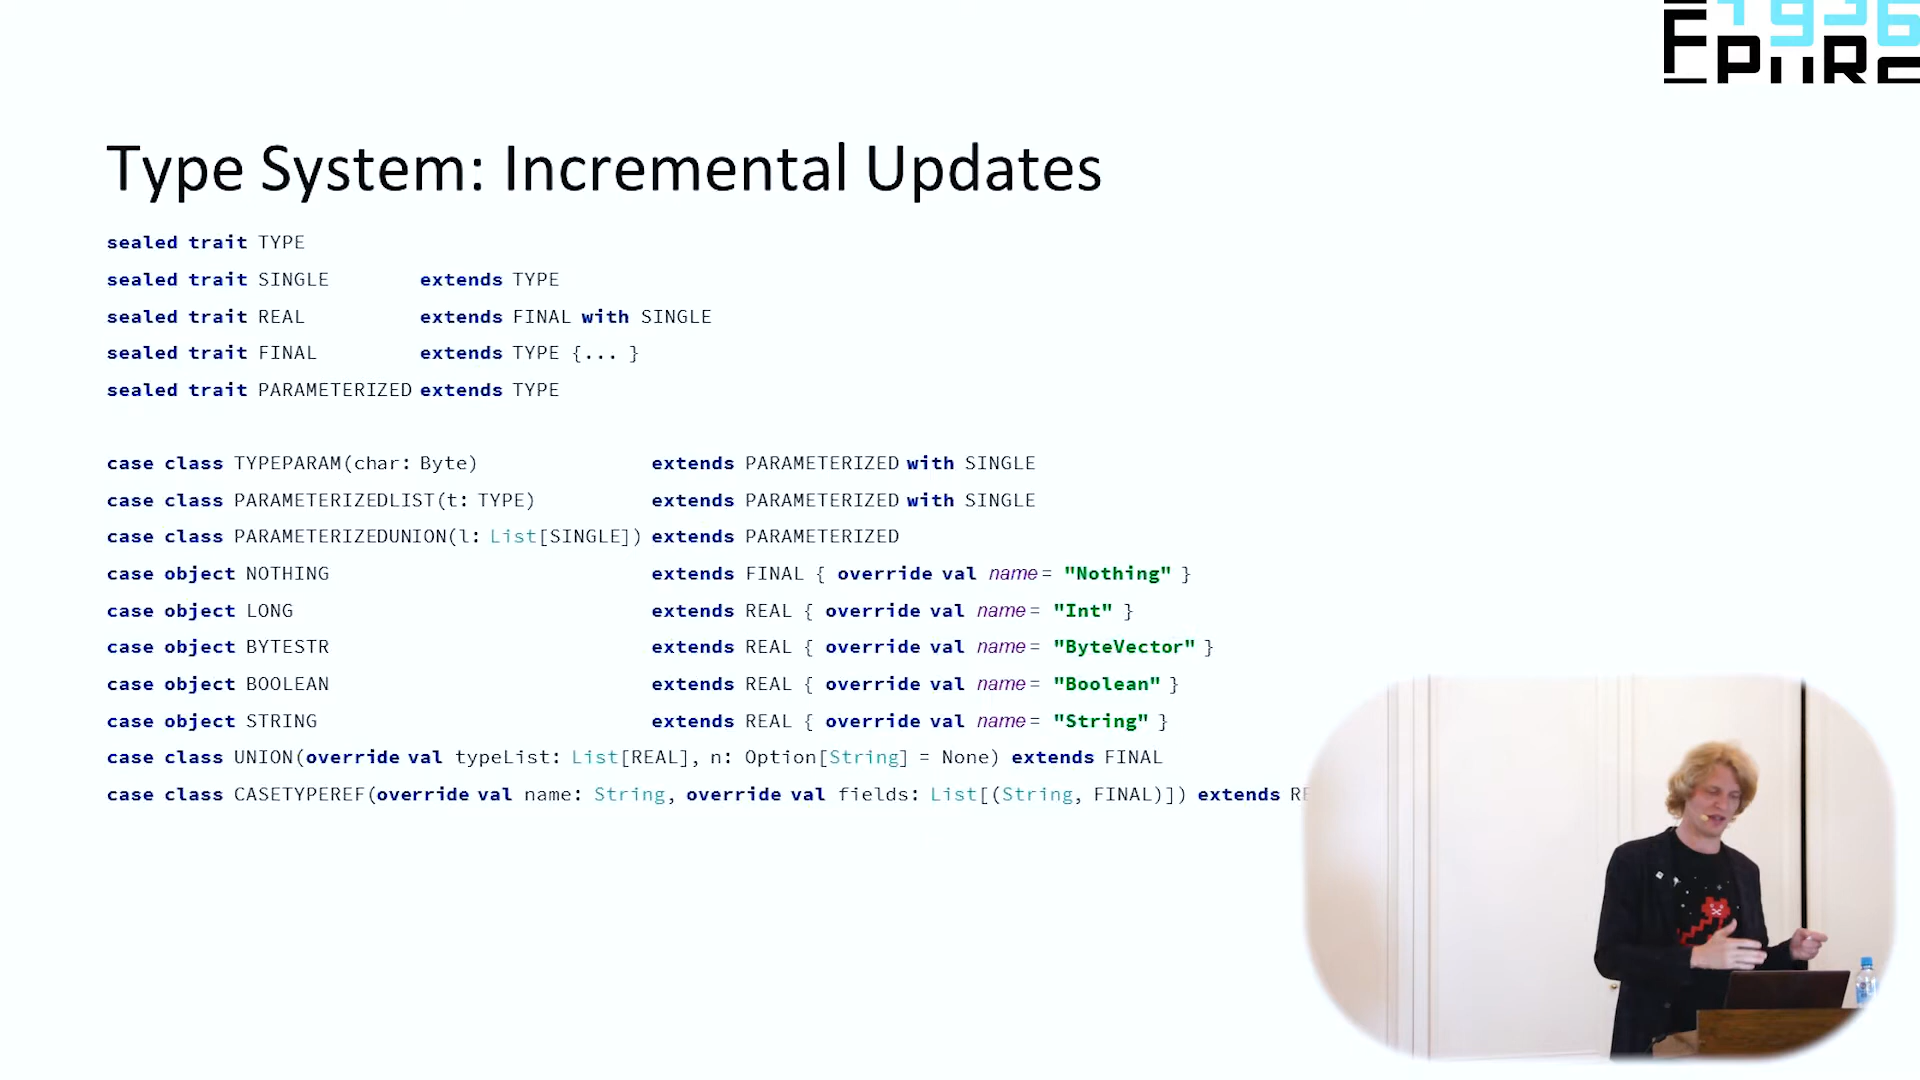 1936
Type System: Incremental Updates
sealed trait TYPE
sealed trait SINGLE extends TYPE
sealed trait REAL extends FINAL with SINGLE
sealed trait FINAL extends TYPE {... }
sealed trait PARAMETERIZED extends TYPE
case class TYPEPARAM(char: Byte) extends PARAMETERIZED with SINGLE
case class PARAMETERIZEDLIST(t: TYPE) extends PARAMETERIZED with SINGLE
case class PARAMETERIZEDUNION(l: List[SINGLE]) extends PARAMETERIZED
case object NOTHING extends FINAL { override val name = "Nothing" }
case object LONG extends REAL { override val name = "Int" }
case object BYTESTR extends REAL { override val name = "ByteVector" }
case object BOOLEAN extends REAL { override val name = "Boolean" }
case object STRING extends REAL { override val name = "String" }
case class UNION(override val typeList: List[REAL], n: Option[String] = None) extends FINAL
case class CASETYPEREF(override val name: String, override val fields: List[(String, FINAL)]) extends